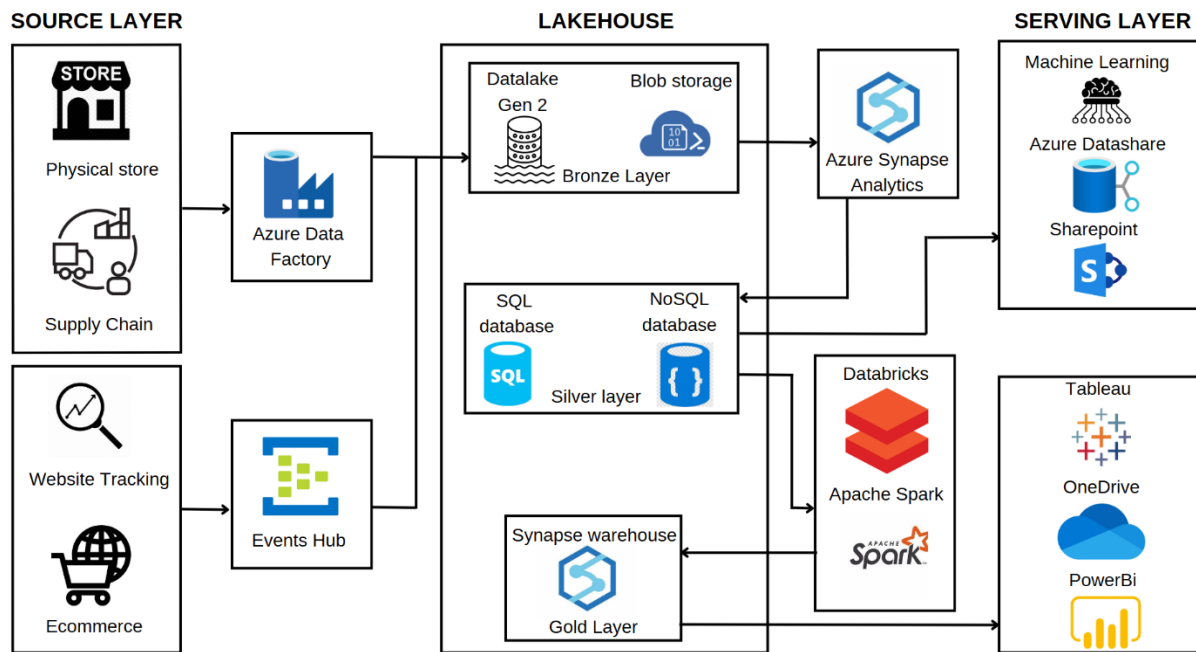 SOURCE LAYER
STORE
Physical store
Supply Chain
Website Tracking
Ecommerce
Azure Data
Factory
Events Hub
LAKEHOUSE
Datalake
Gen 2
Blob storage
10
01
Bronze Layer
Azure Synapse
Analytics
SQL
database
SQL
NoSQL
database
{ }
Silver layer
Databricks
Apache Spark
APACHE
Spark
Synapse warehouse
Gold Layer
SERVING LAYER
Machine Learning
Azure Datashare
Sharepoint
S
Tableau
OneDrive
PowerBi